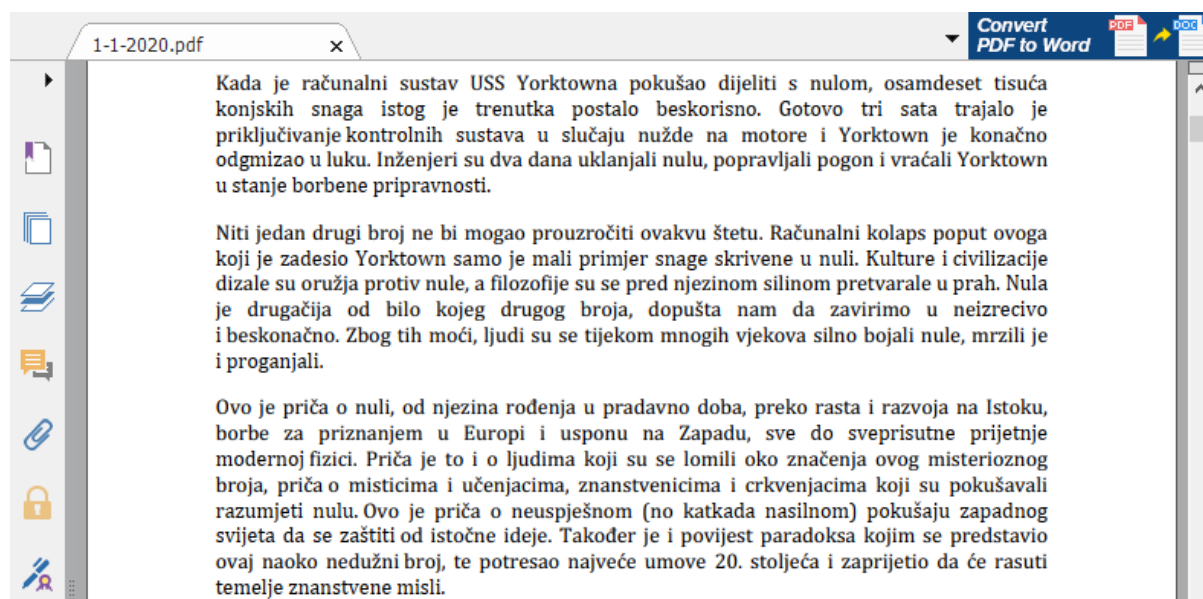 Convert
PDF to Word
PDF
DOC
1-1-2020.pdf
x
Kada je računalni sustav USS Yorktowna pokušao dijeliti s nulom, osamdeset tisuća
konjskih snaga istog je trenutka postalo beskorisno. Gotovo tri sata trajalo je
priključivanje kontrolnih sustava u slučaju nužde na motore i Yorktown je konačno
odgmizao u luku. Inženjeri su dva dana uklanjali nulu, popravljali pogon i vraćali Yorktown
u stanje borbene pripravnosti.
Niti jedan drugi broj ne bi mogao prouzročiti ovakvu štetu. Računalni kolaps poput ovoga
koji je zadesio Yorktown samo je mali primjer snage skrivene u nuli. Kulture i civilizacije
dizale su oružja protiv nule, a filozofije su se pred njezinom silinom pretvarale u prah. Nula
je drugačija od bilo kojeg drugog broja, dopušta nam da zavirimo u neizrecivo
i beskonačno. Zbog tih moći, ljudi su se tijekom mnogih vjekova silno bojali nule, mrzili je
i proganjali.
Ovo je priča o nuli, od njezina rođenja u pradavno doba, preko rasta i razvoja na Istoku,
borbe za priznanjem u Europi i usponu na Zapadu, sve do sveprisutne prijetnje
modernoj fizici. Priča je to i o ljudima koji su se lomili oko značenja ovog misterioznog
broja, priča o misticima i učenjacima, znanstvenicima i crkvenjacima koji su pokušavali
razumjeti nulu. Ovo je priča o neuspješnom (no katkada nasilnom) pokušaju zapadnog
svijeta da se zaštiti od istočne ideje. Također je i povijest paradoksa kojim se predstavio
ovaj naoko nedužni broj, te potresao najveće umove 20. stoljeća i zaprijetio da će rasuti
temelje znanstvene misli.